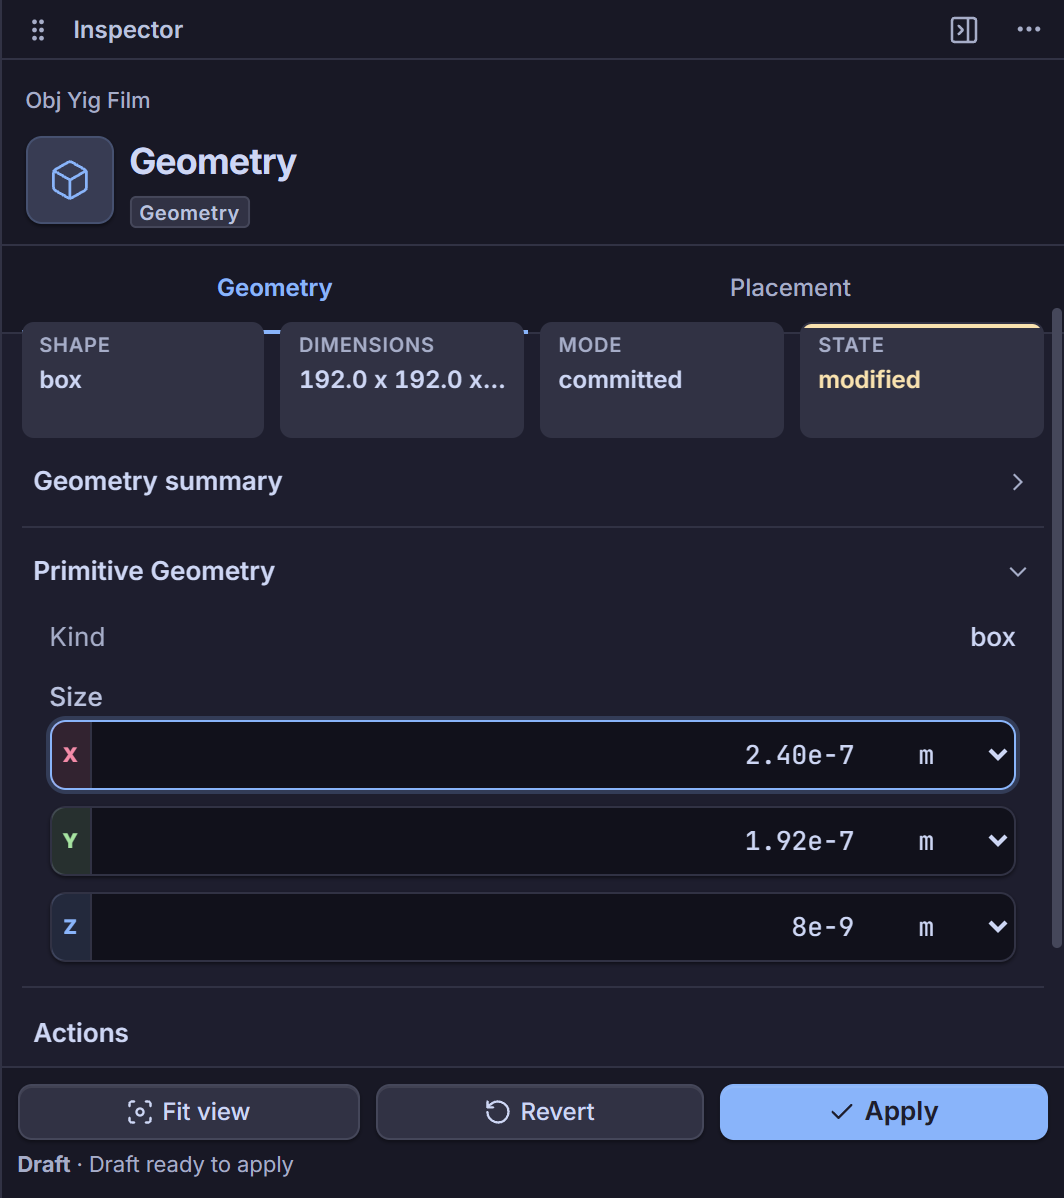 Inspector
Obj Yig Film
Geometry
Geometry
Geometry Placement
SHAPE DIMENSIONS MODE STATE
box 192.0 x 192.0 x... committed modified
Geometry summary
Primitive Geometry
Kind box
Size
X 2.40e-7 m
Y 1.92e-7 m
Z 8e-9 m
Actions
Fit view Revert Apply
Draft · Draft ready to apply